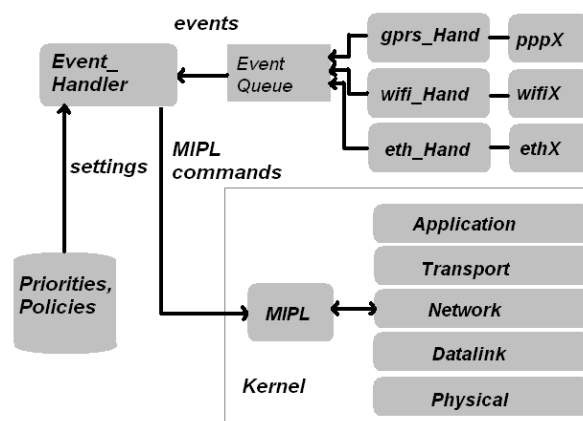 events
gprs_Hand
pppX
Event_
Handler
Event
Queue
wifi_Hand
wifiX
eth_Hand
ethX
settings
MIPL
commands
Priorities,
Policies
MIPL
Kernel
Application
Transport
Network
Datalink
Physical